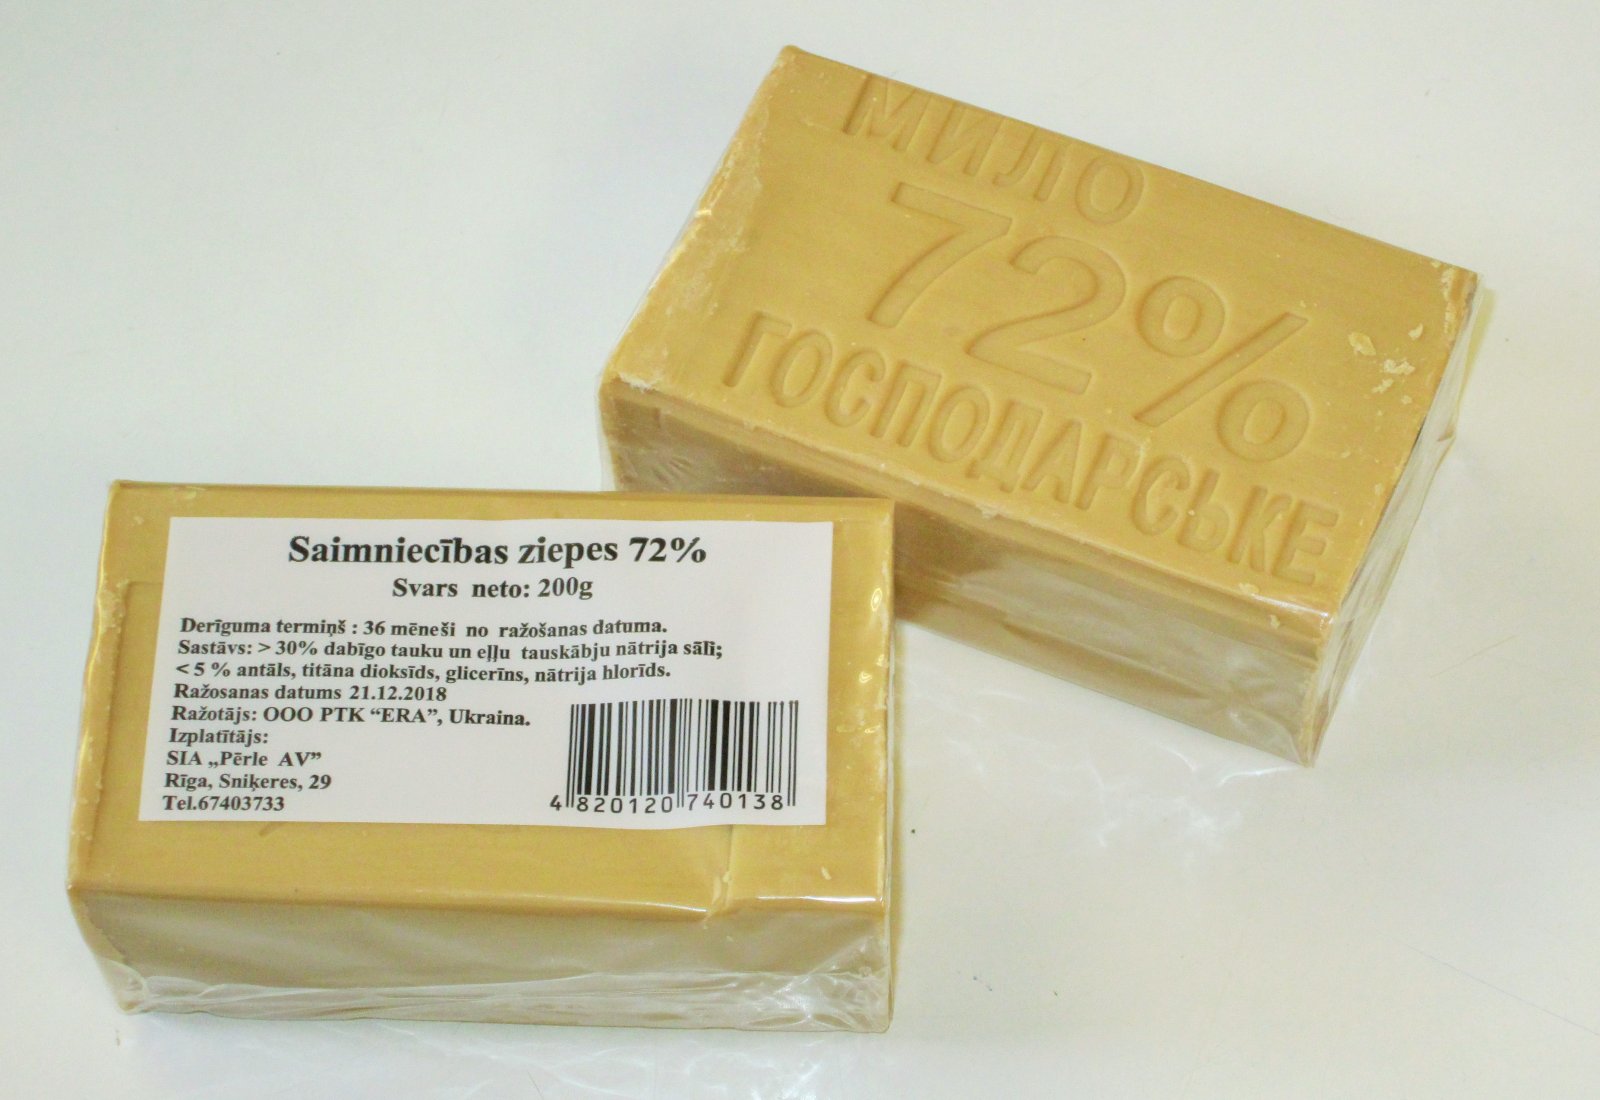 МИЛО
72%
ГОСПОДАРСЬКЕ
Saimniecības ziepes 72%
Svars neto: 200g
Derīguma termiņš : 36 mēneši no ražošanas datuma.
Sastāvs: > 30% dabīgo tauku un eļļu tauskābju nātrija sāļi;
< 5 % antāls, titāna dioksīds, glicerīns, nātrija hlorīds.
Ražosanas datums 21.12.2018
Ražotājs: OOO PTK “ERA”, Ukraina.
Izplatītājs:
SIA „Pērle AV”
Rīga, Sniķeres, 29
Tel.67403733
4 820120 740138